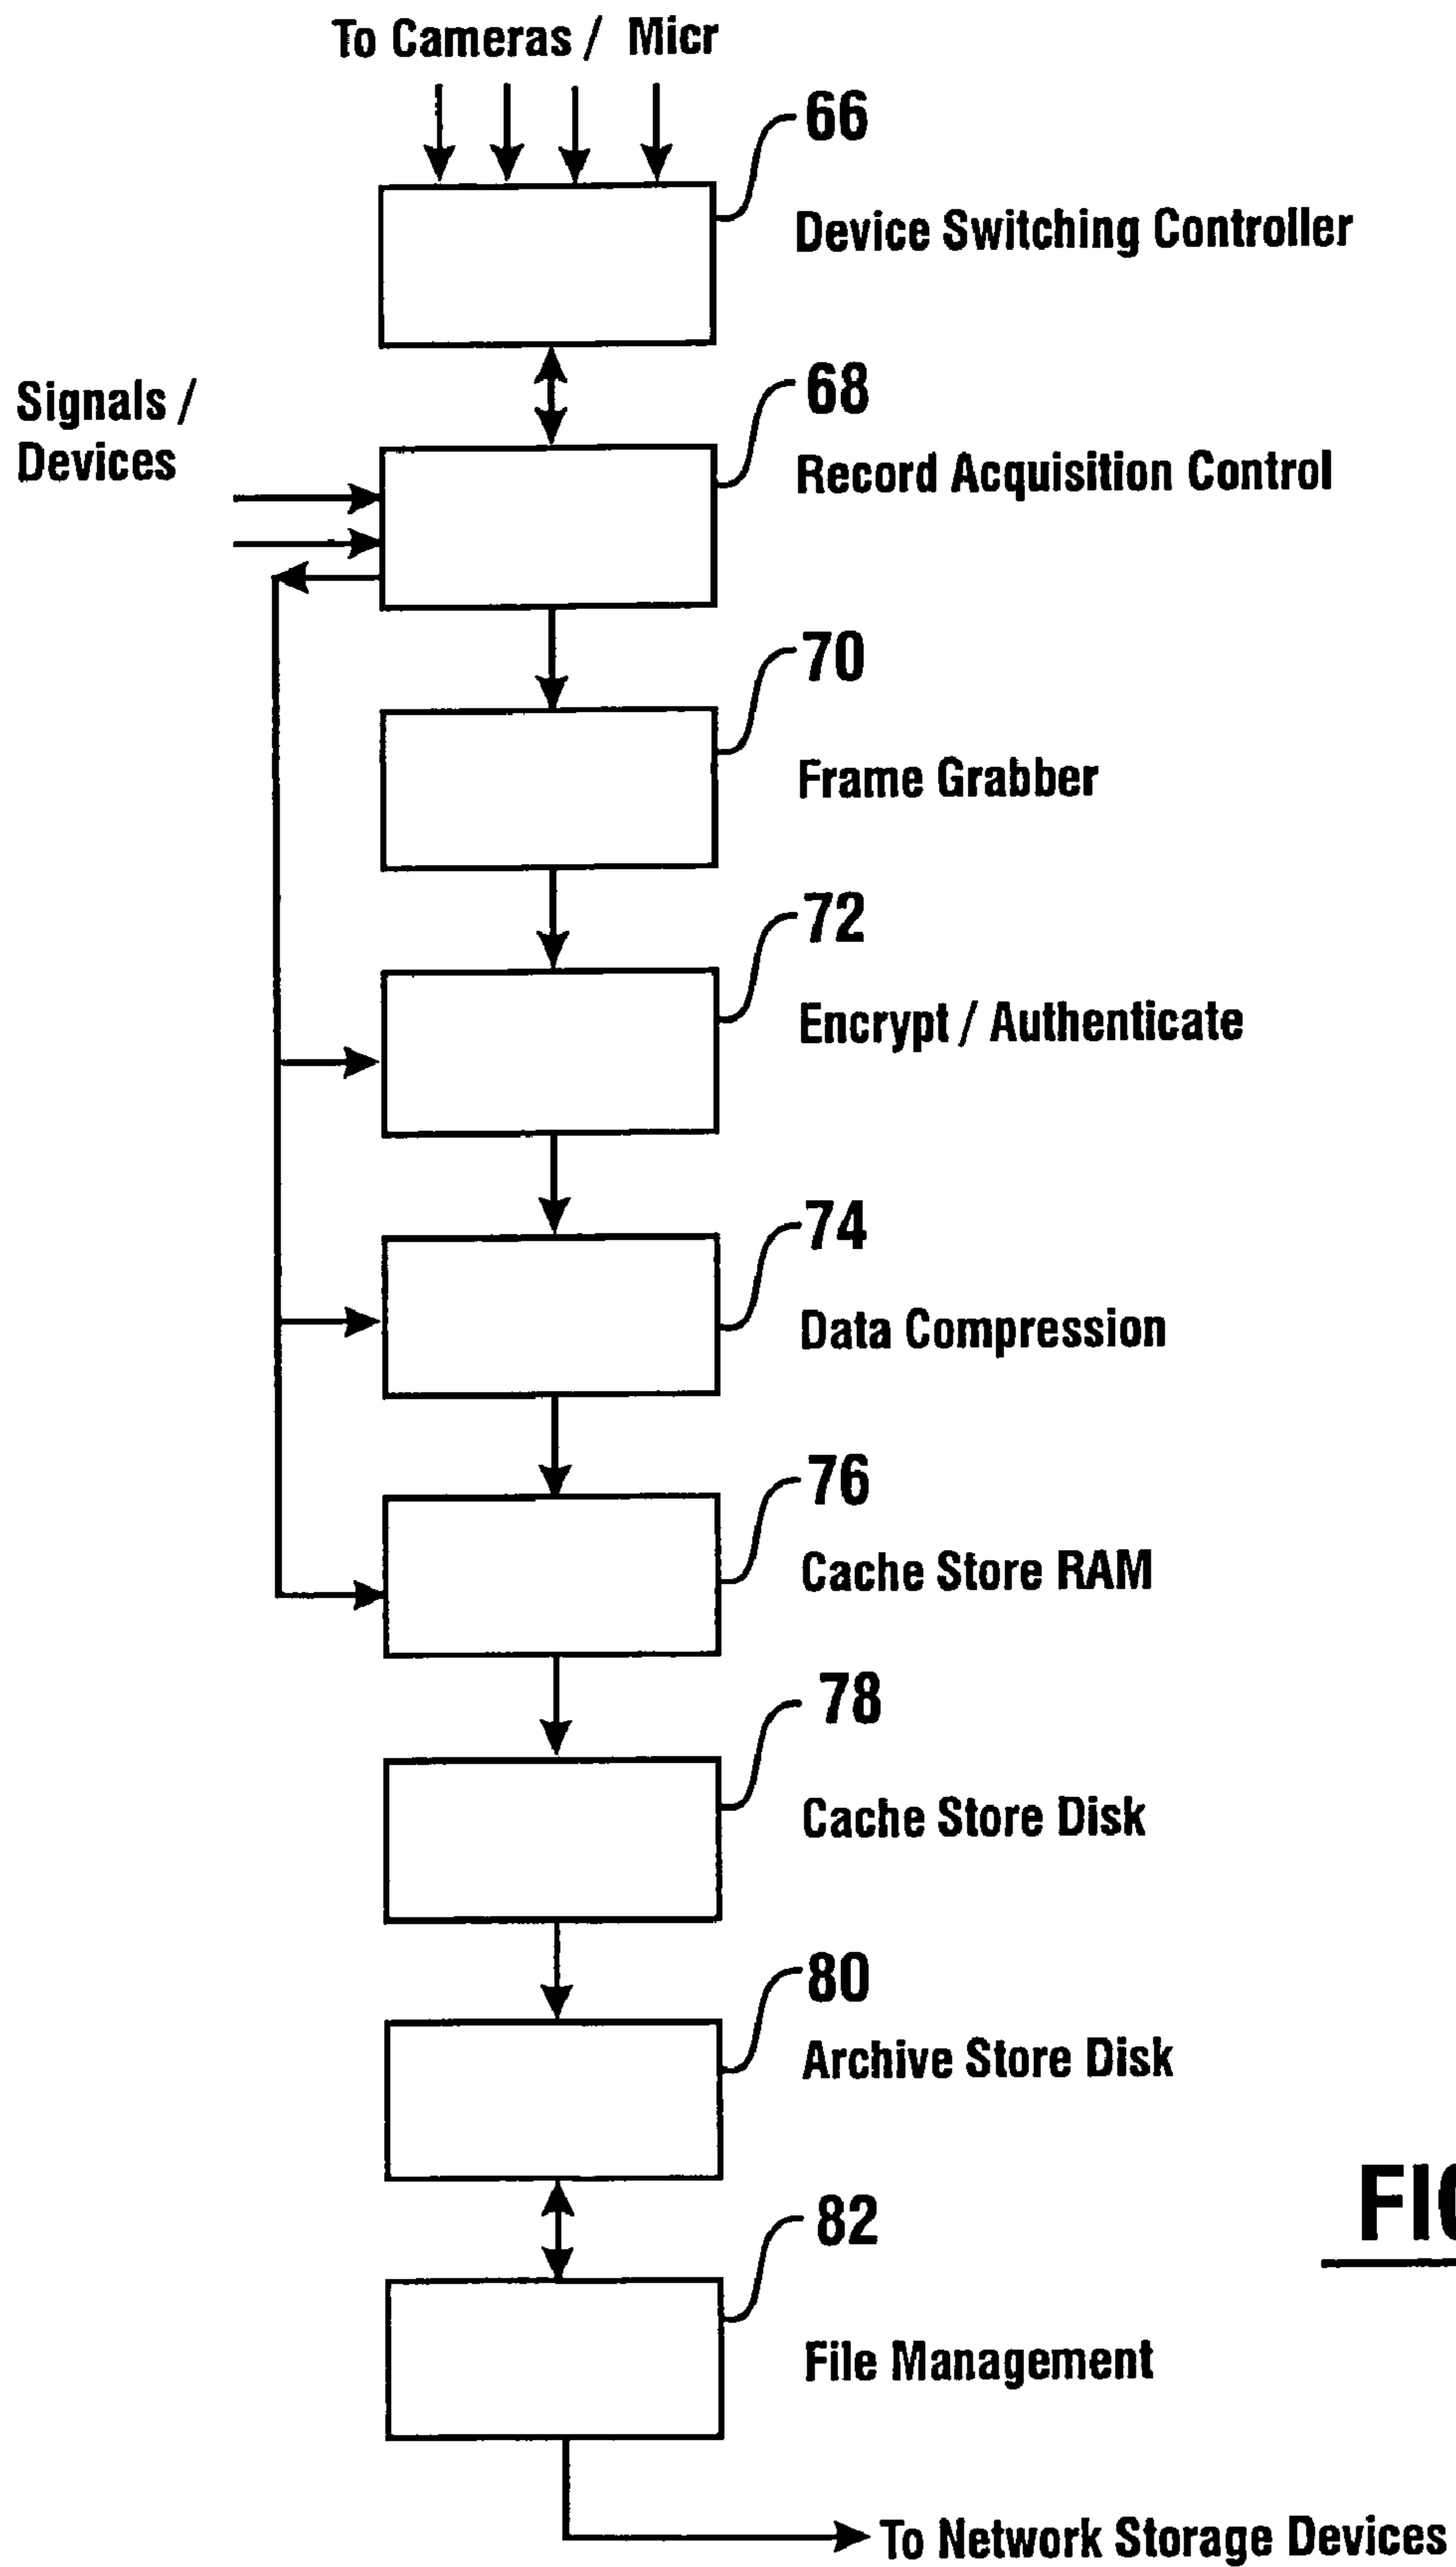 To Cameras / Micr
66
Device Switching Controller
Signals /
Devices
68
Record Acquisition Control
70
Frame Grabber
72
Encrypt / Authenticate
74
Data Compression
76
Cache Store RAM
78
Cache Store Disk
80
Archive Store Disk
82
File Management
To Network Storage Devices